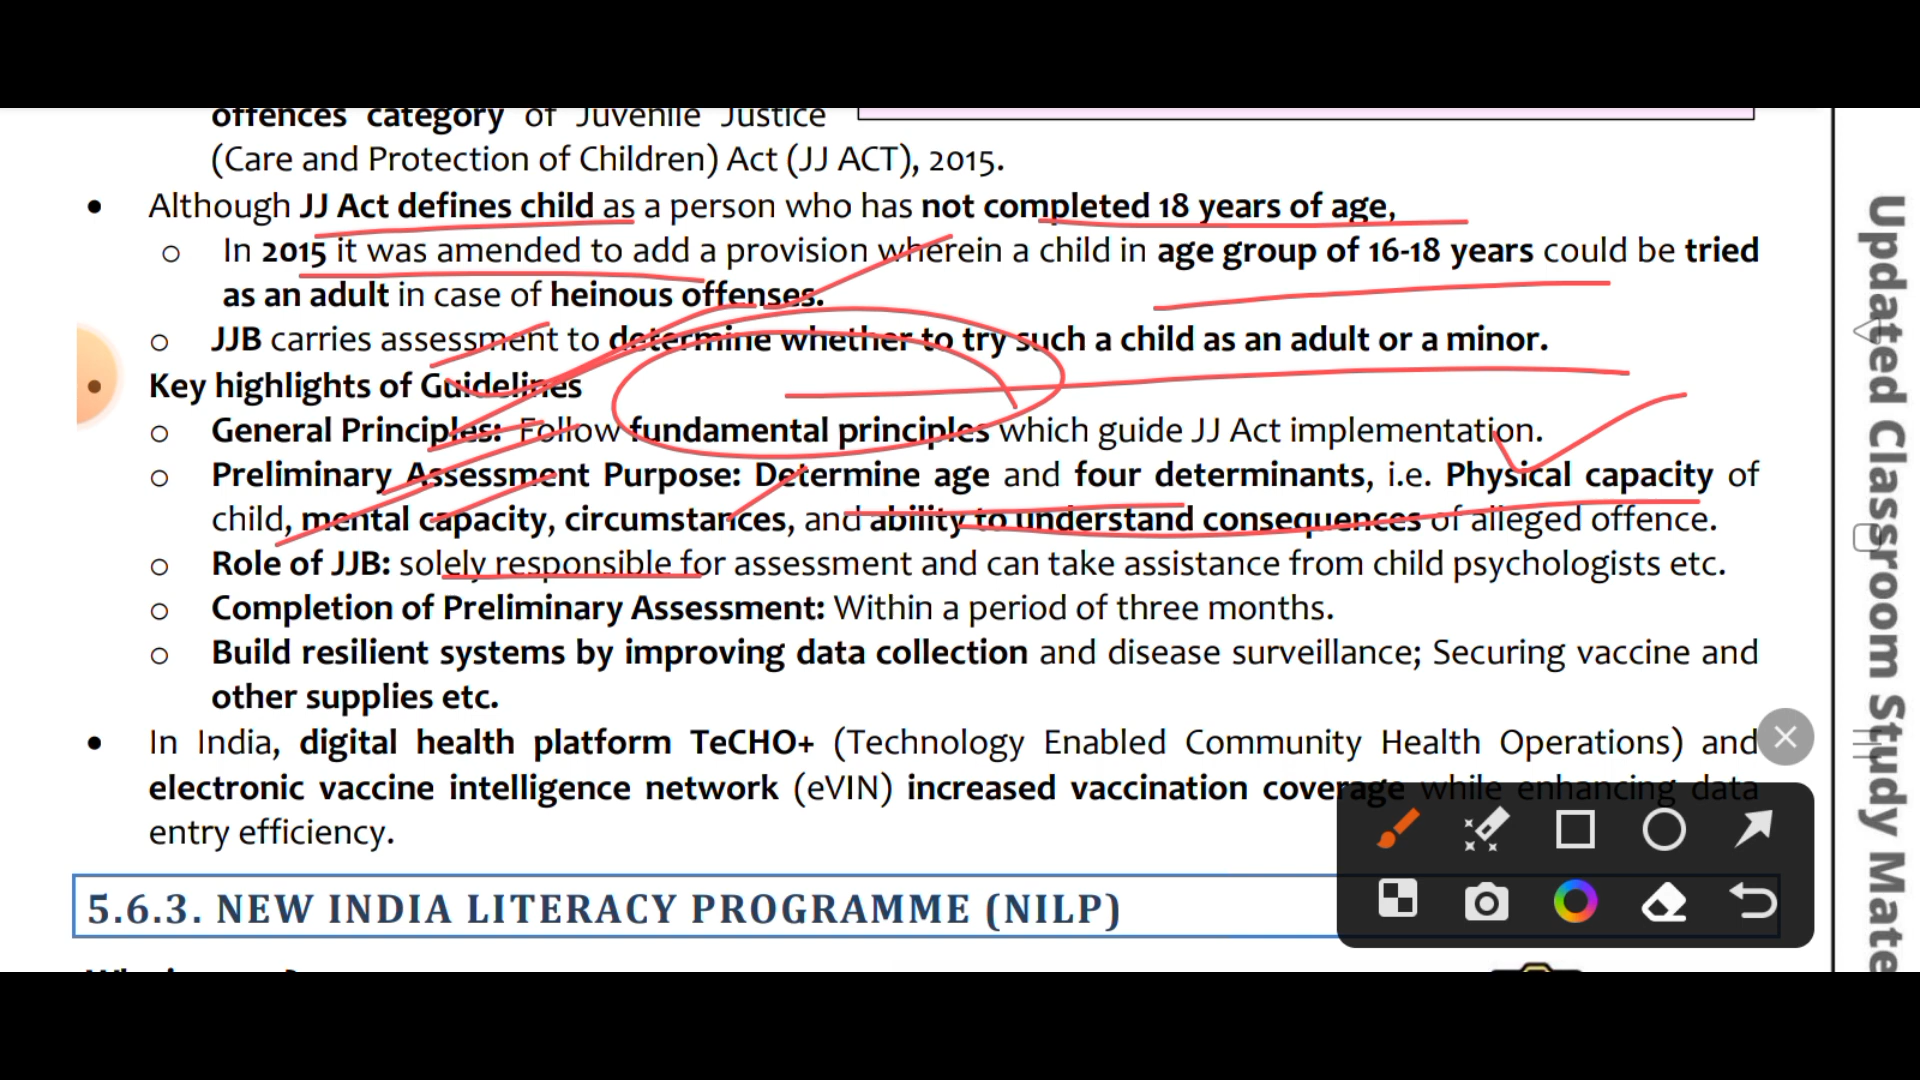 offences category of Juvenile Justice
(Care and Protection of Children) Act (JJ ACT), 2015.
• Although JJ Act defines child as a person who has not completed 18 years of age,
o In 2015 it was amended to add a provision wherein a child in age group of 16-18 years could be tried
as an adult in case of heinous offenses.
o JJB carries assessment to determine whether to try such a child as an adult or a minor.
• Key highlights of Guidelines
o General Principles: Follow fundamental principles which guide JJ Act implementation.
o Preliminary Assessment Purpose: Determine age and four determinants, i.e. Physical capacity of
child, mental capacity, circumstances, and ability to understand consequences of alleged offence.
o Role of JJB: solely responsible for assessment and can take assistance from child psychologists etc.
o Completion of Preliminary Assessment: Within a period of three months.
o Build resilient systems by improving data collection and disease surveillance; Securing vaccine and
other supplies etc.
• In India, digital health platform TeCHO+ (Technology Enabled Community Health Operations) and
electronic vaccine intelligence network (eVIN) increased vaccination coverage while enhancing data
entry efficiency.
5.6.3. NEW INDIA LITERACY PROGRAMME (NILP)
Updated Classroom Study Mate